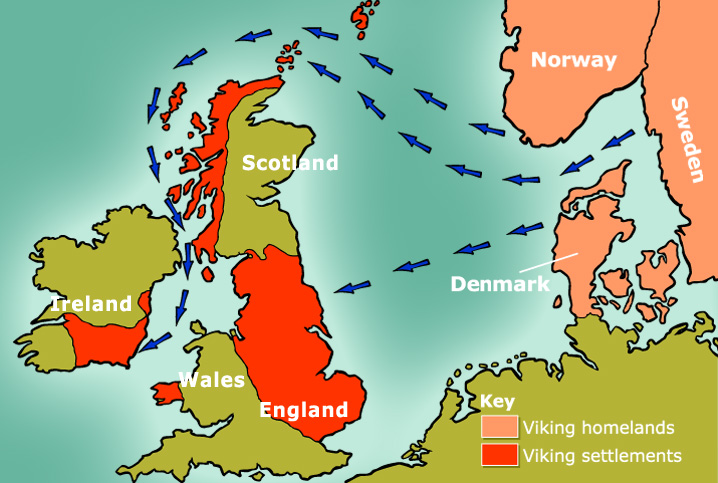 Norway
Sweden
Scotland
Denmark
Ireland
Wales
England
Key
Viking homelands
Viking settlements